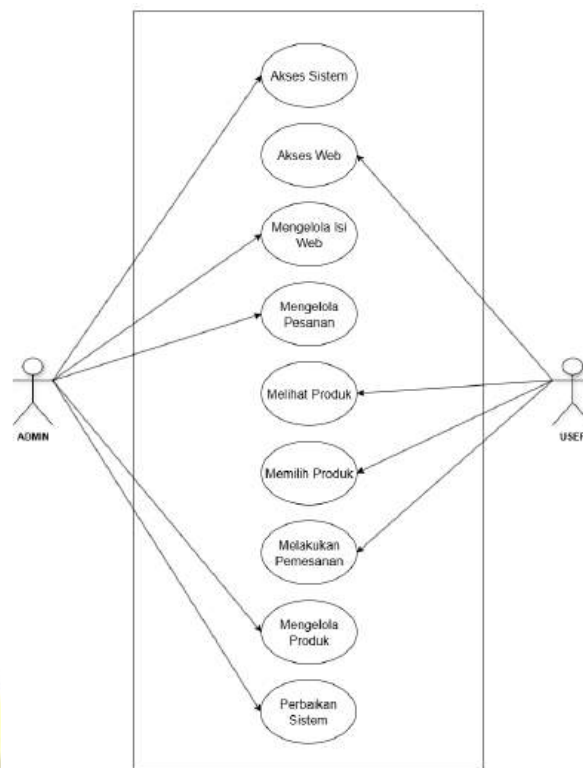 Akses Sistem
Akses Web
Mengelola Isi
Web
Mengelola
Pesanan
Melihat Produk
Memilih Produk
Melakukan
Pemesanan
Mengelola
Produk
Perbaikan
Sistem
ADMIN
USER